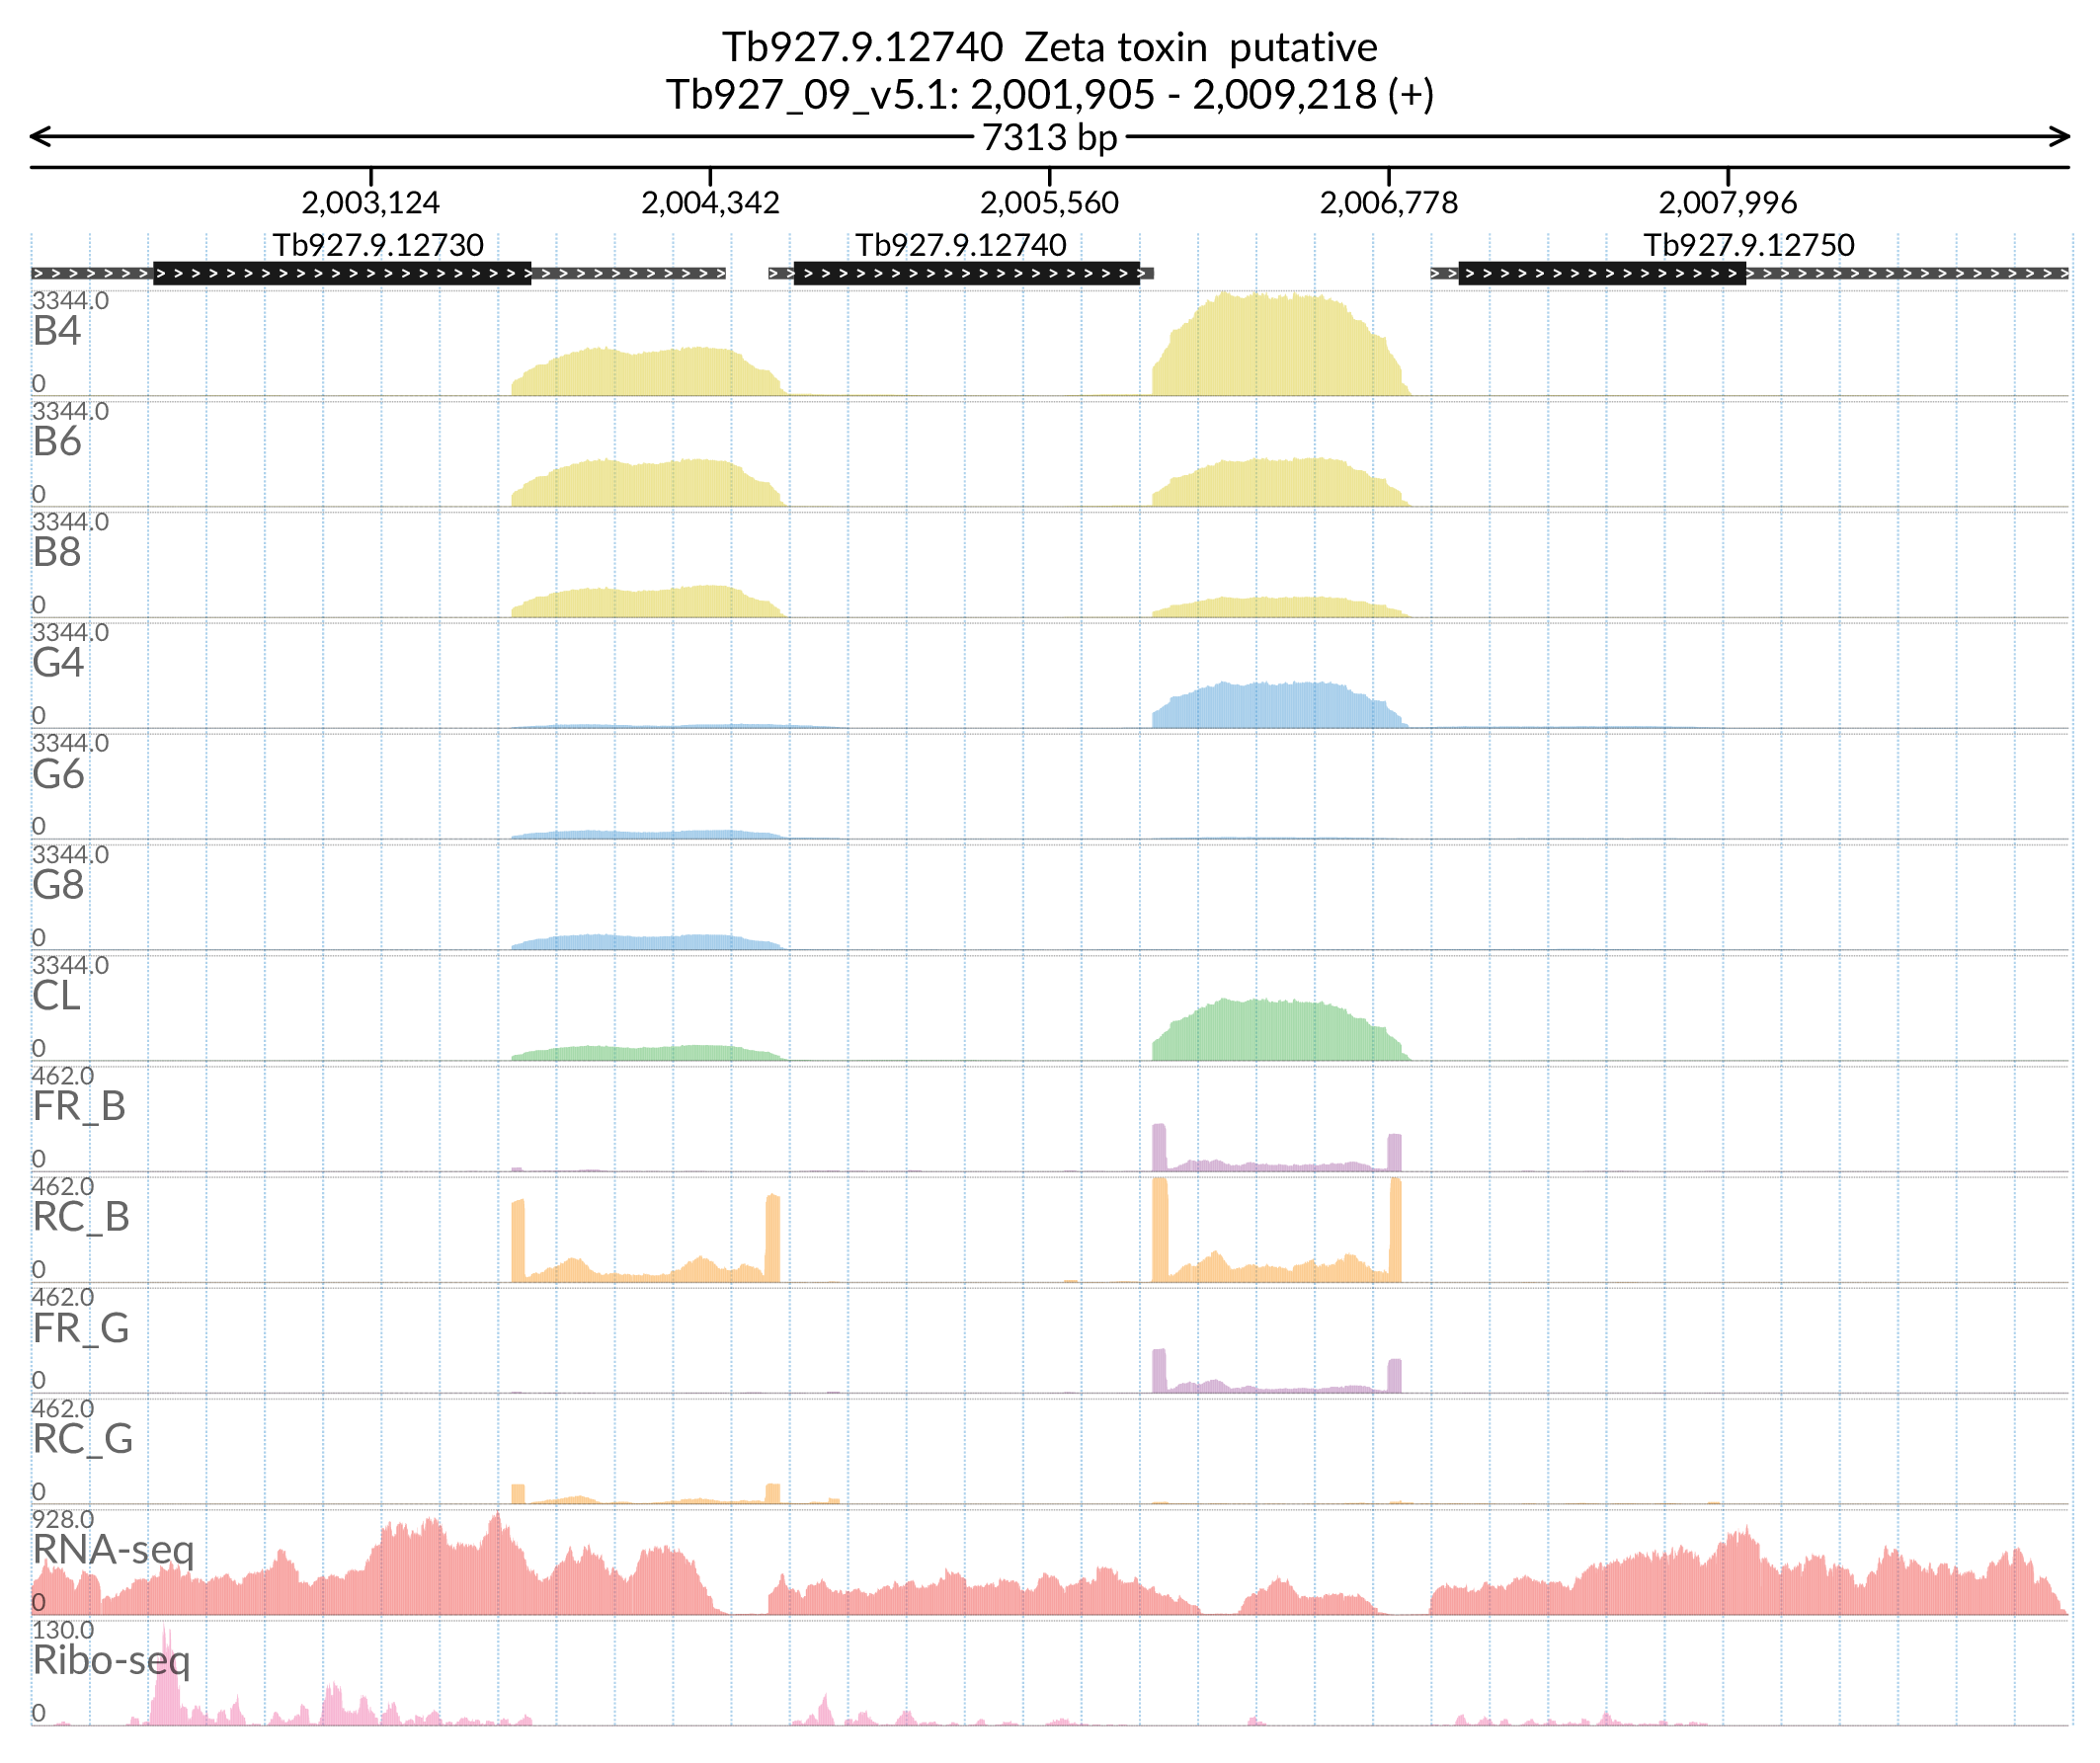 Tb927.9.12740  Zeta toxin  putative
Tb927_09_v5.1: 2,001,905 - 2,009,218 (+)
7313 bp
2,003,124 2,004,342 2,005,560 2,006,778 2,007,996
Tb927.9.12730 Tb927.9.12740 Tb927.9.12750
3344.0
B4
0
3344.0
B6
0
3344.0
B8
0
3344.0
G4
0
3344.0
G6
0
3344.0
G8
0
3344.0
CL
0
462.0
FR_B
0
462.0
RC_B
0
462.0
FR_G
0
462.0
RC_G
0
928.0
RNA-seq
0
130.0
Ribo-seq
0